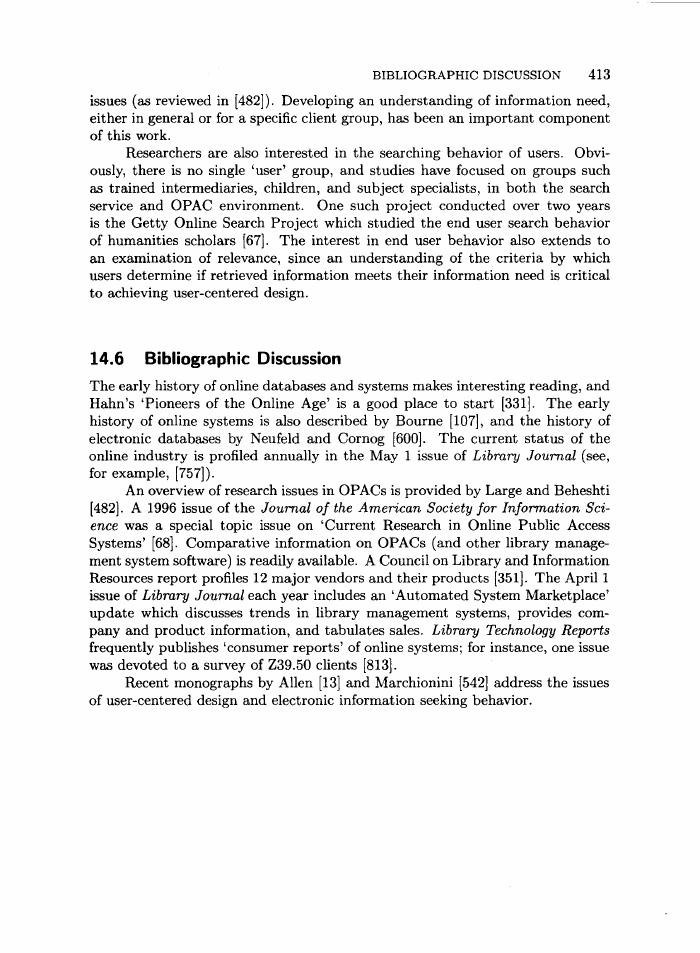 BIBLIOGRAPHIC DISCUSSION 413
issues (as reviewed in [482]). Developing an understanding of information need,
either in general or for a specific client group, has been an important component
of this work.
Researchers are also interested in the searching behavior of users. Obvi-
ously, there is no single ‘user’ group, and studies have focused on groups such
as trained intermediaries, children, and subject specialists, in both the search
service and OPAC environment. One such project conducted over two years
is the Getty Online Search Project which studied the end user search behavior
of humanities scholars [67]. The interest in end user behavior also extends to
an examination of relevance, since an understanding of the criteria by which
users determine if retrieved information meets their information need is critical
to achieving user-centered design.
14.6 Bibliographic Discussion
The early history of online databases and systems makes interesting reading, and
Hahn’s ‘Pioneers of the Online Age’ is a good place to start [331]. The early
history of online systems is also described by Bourne [107], and the history of
electronic databases by Neufeld and Cornog [600]. The current status of the
online industry is profiled annually in the May 1 issue of Library Journal (see,
for example, [757]).
An overview of research issues in OPACs is provided by Large and Beheshti
[482]. A 1996 issue of the Journal of the American Society for Information Sci-
ence was a special topic issue on ‘Current Research in Online Public Access
Systems’ [68]. Comparative information on OPACs (and other library manage-
ment system software) is readily available. A Council on Library and Information
Resources report profiles 12 major vendors and their products [351]. The April 1
issue of Library Journal each year includes an ‘Automated System Marketplace’
update which discusses trends in library management systems, provides com-
pany and product information, and tabulates sales. Library Technology Reports
frequently publishes ‘consumer reports’ of online systems; for instance, one issue
was devoted to a survey of Z39.50 clients [813].
Recent monographs by Allen [13] and Marchionini [542] address the issues
of user-centered design and electronic information seeking behavior.